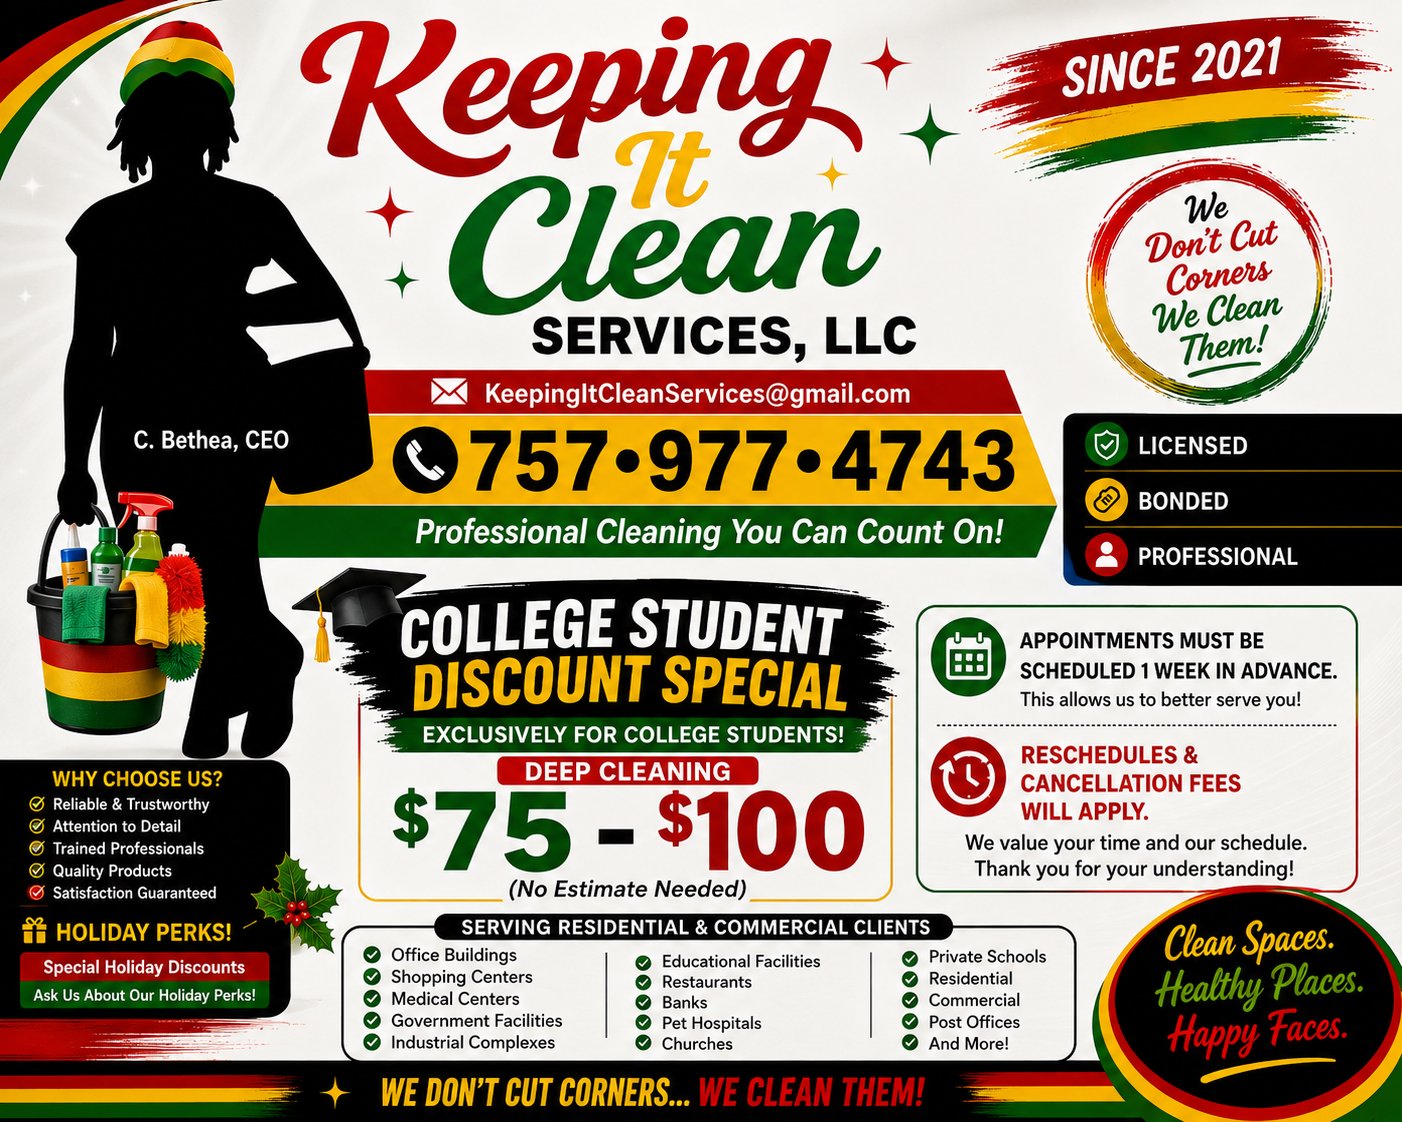 Keeping
It
Clean
SERVICES, LLC
SINCE 2021
We
Don't Cut
Corners
We Clean
Them!
KeepingItCleanServices@gmail.com
757•977•4743
Professional Cleaning You Can Count On!
C. Bethea, CEO
LICENSED
BONDED
PROFESSIONAL
COLLEGE STUDENT
DISCOUNT SPECIAL
EXCLUSIVELY FOR COLLEGE STUDENTS!
DEEP CLEANING
$75 - $100
(No Estimate Needed)
APPOINTMENTS MUST BE
SCHEDULED 1 WEEK IN ADVANCE.
This allows us to better serve you!
RESCHEDULES &
CANCELLATION FEES
WILL APPLY.
We value your time and our schedule.
Thank you for your understanding!
WHY CHOOSE US?
Reliable & Trustworthy
Attention to Detail
Trained Professionals
Quality Products
Satisfaction Guaranteed
HOLIDAY PERKS!
Special Holiday Discounts
Ask Us About Our Holiday Perks!
SERVING RESIDENTIAL & COMMERCIAL CLIENTS
Office Buildings
Shopping Centers
Medical Centers
Government Facilities
Industrial Complexes
Educational Facilities
Restaurants
Banks
Pet Hospitals
Churches
Private Schools
Residential
Commercial
Post Offices
And More!
Clean Spaces.
Healthy Places.
Happy Faces.
WE DON'T CUT CORNERS... WE CLEAN THEM!